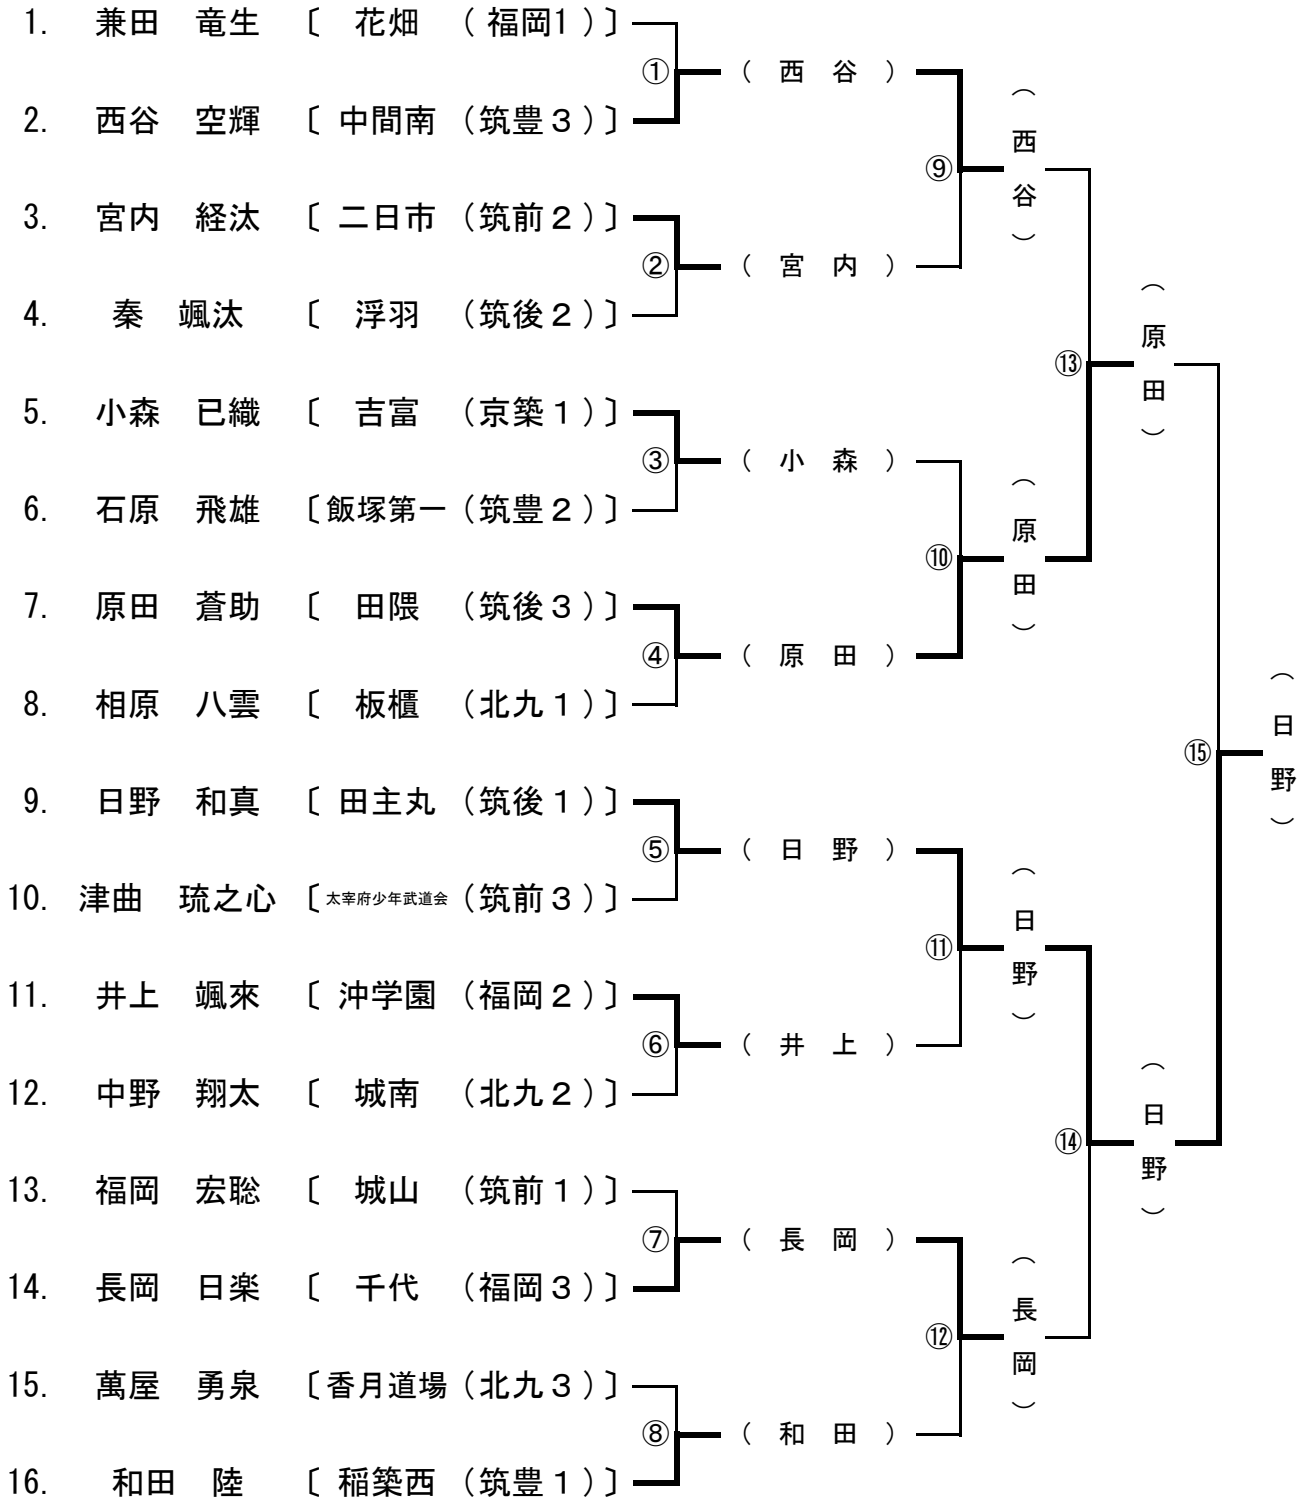 1. 兼田 竜生 〔 花畑 （福岡1）〕
① （ 西 谷 ）
2. 西谷 空輝 〔 中間南 （筑豊３）〕
⑨ （西谷）
3. 宮内 経汰 〔 二日市 （筑前２）〕
② （ 宮 内 ）
4. 秦 颯汰 〔 浮羽 （筑後２）〕
⑬ （原田）
5. 小森 已織 〔 吉富 （京築１）〕
③ （ 小 森 ）
6. 石原 飛雄 〔飯塚第一（筑豊２）〕
⑩ （原田）
7. 原田 蒼助 〔 田隈 （筑後３）〕
④ （ 原 田 ）
8. 相原 八雲 〔 板櫃 （北九１）〕
⑮ （日野）
9. 日野 和真 〔 田主丸 （筑後１）〕
⑤ （ 日 野 ）
10. 津曲 琉之心 〔太宰府少年武道会（筑前３）〕
⑪ （日野）
11. 井上 颯來 〔 沖学園 （福岡２）〕
⑥ （ 井 上 ）
12. 中野 翔太 〔 城南 （北九２）〕
⑭ （日野）
13. 福岡 宏聡 〔 城山 （筑前１）〕
⑦ （ 長 岡 ）
14. 長岡 日楽 〔 千代 （福岡３）〕
⑫ （長岡）
15. 萬屋 勇泉 〔香月道場（北九３）〕
⑧ （ 和 田 ）
16. 和田 陸 〔 稲築西 （筑豊１）〕